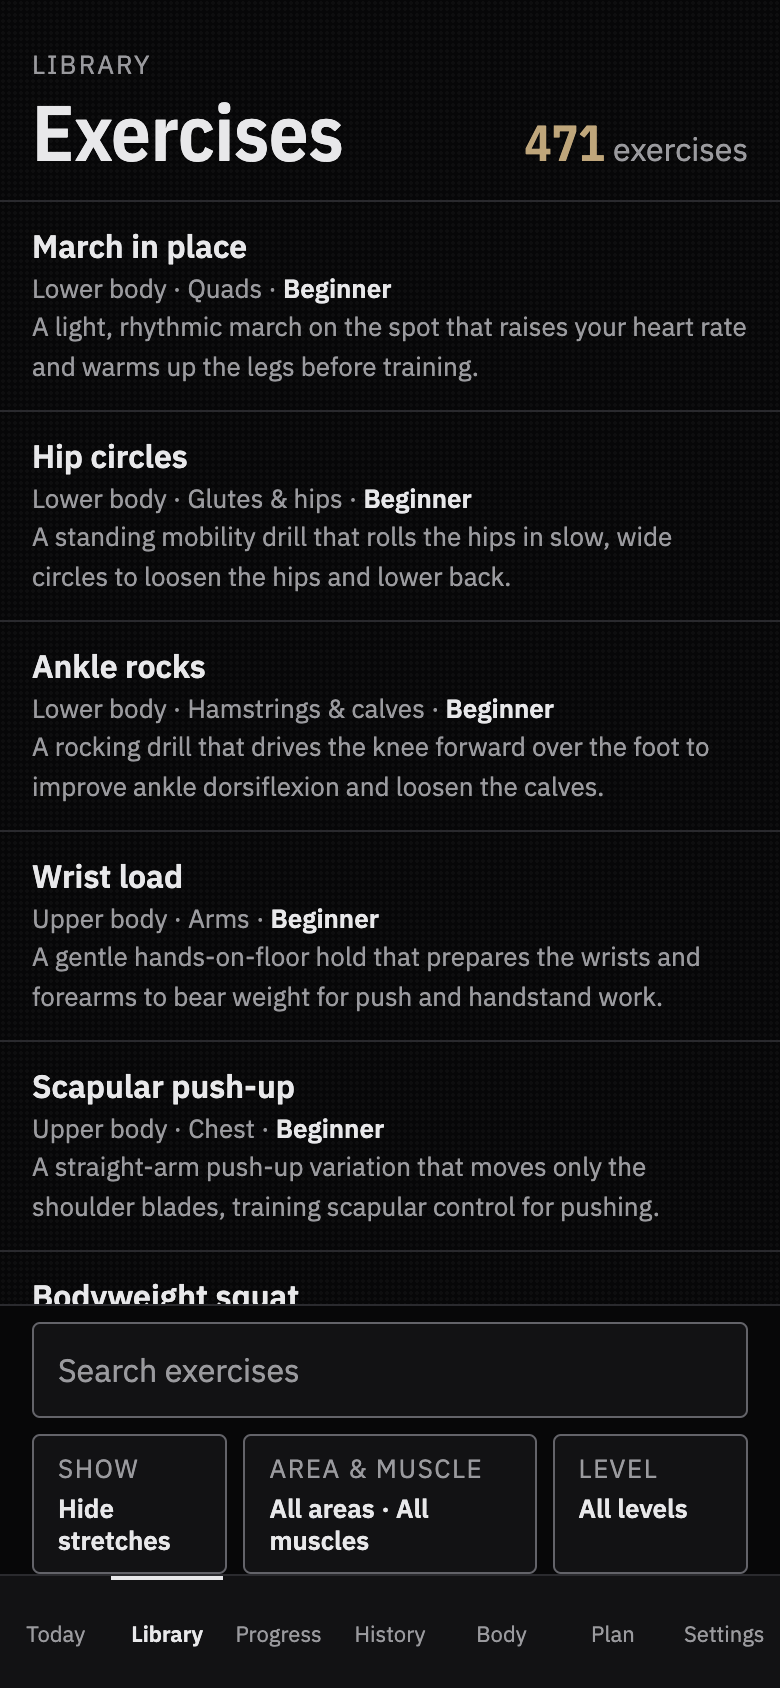 LIBRARY
Exercises
471 exercises
March in place
Lower body · Quads · Beginner
A light, rhythmic march on the spot that raises your heart rate
and warms up the legs before training.
Hip circles
Lower body · Glutes & hips · Beginner
A standing mobility drill that rolls the hips in slow, wide
circles to loosen the hips and lower back.
Ankle rocks
Lower body · Hamstrings & calves · Beginner
A rocking drill that drives the knee forward over the foot to
improve ankle dorsiflexion and loosen the calves.
Wrist load
Upper body · Arms · Beginner
A gentle hands-on-floor hold that prepares the wrists and
forearms to bear weight for push and handstand work.
Scapular push-up
Upper body · Chest · Beginner
A straight-arm push-up variation that moves only the
shoulder blades, training scapular control for pushing.
Bodyweight squat
Search exercises
SHOW
Hide
stretches
AREA & MUSCLE
All areas · All
muscles
LEVEL
All levels
Today
Library
Progress
History
Body
Plan
Settings